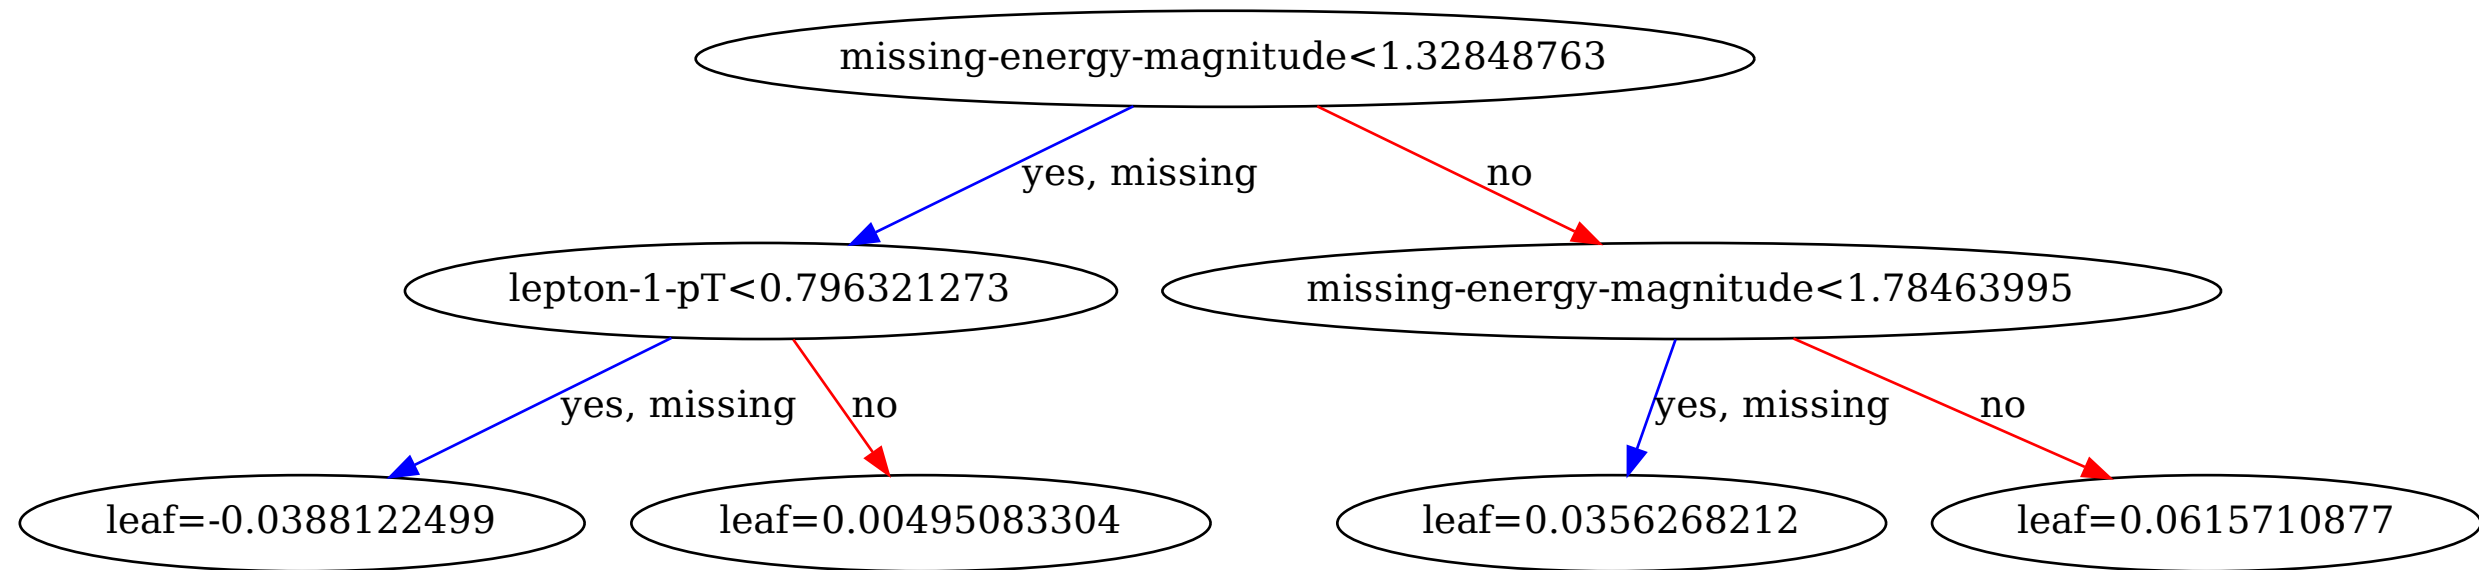 missing-energy-magnitude<1.32848763
yes, missing
no
lepton-1-pT<0.796321273
missing-energy-magnitude<1.78463995
yes, missing
no
yes, missing
no
leaf=-0.0388122499
leaf=0.00495083304
leaf=0.0356268212
leaf=0.0615710877